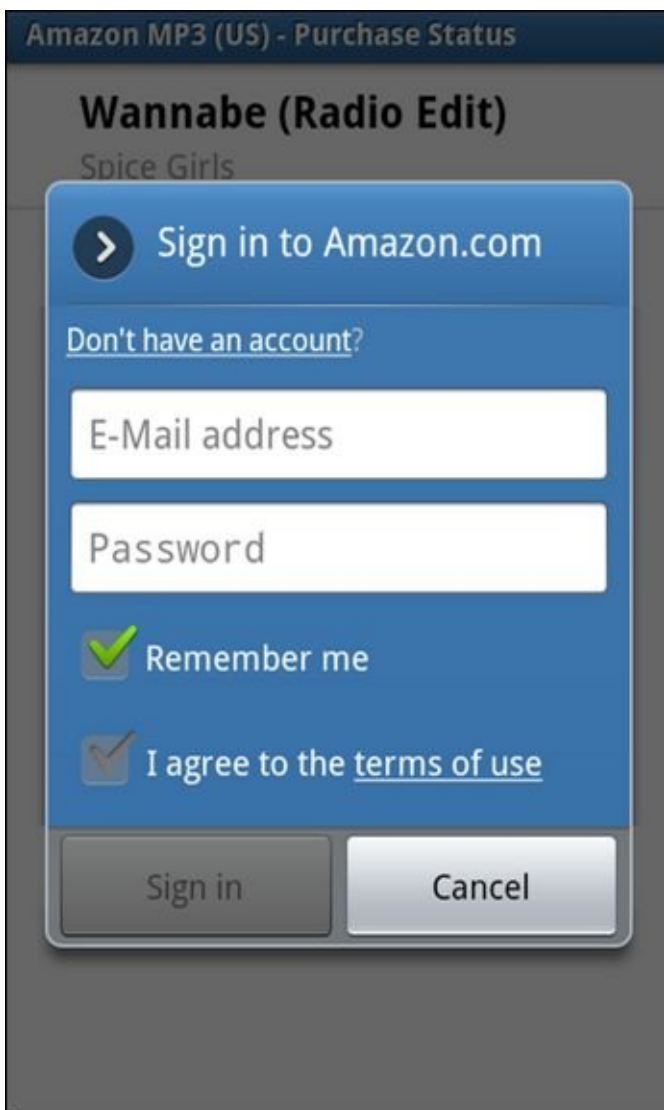 Amazon MP3 (US) - Purchase Status
Wannabe (Radio Edit)
Spice Girls
Sign in to Amazon.com
Don't have an account?
E-Mail address
Password
Remember me
I agree to the terms of use
Sign in
Cancel